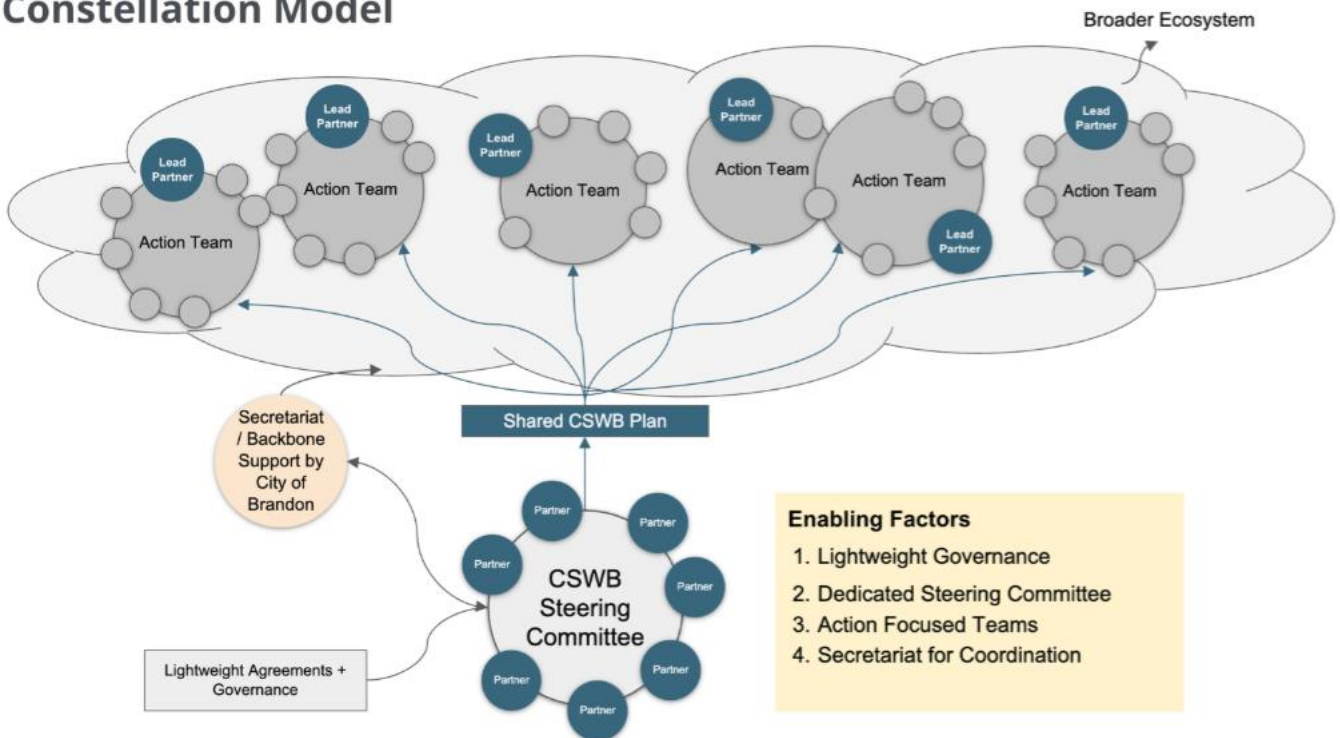 Constellation Model
Broader Ecosystem
Lead
Partner
Action Team
Lead
Partner
Action Team
Lead
Partner
Action Team
Lead
Partner
Action Team
Action Team
Lead
Partner
Lead
Partner
Action Team
Shared CSWB Plan
Secretariat
/ Backbone
Support by
City of
Brandon
Partner
Partner
Partner
Partner
Partner
Partner
Partner
CSWB
Steering
Committee
Lightweight Agreements +
Governance
Enabling Factors
1. Lightweight Governance
2. Dedicated Steering Committee
3. Action Focused Teams
4. Secretariat for Coordination